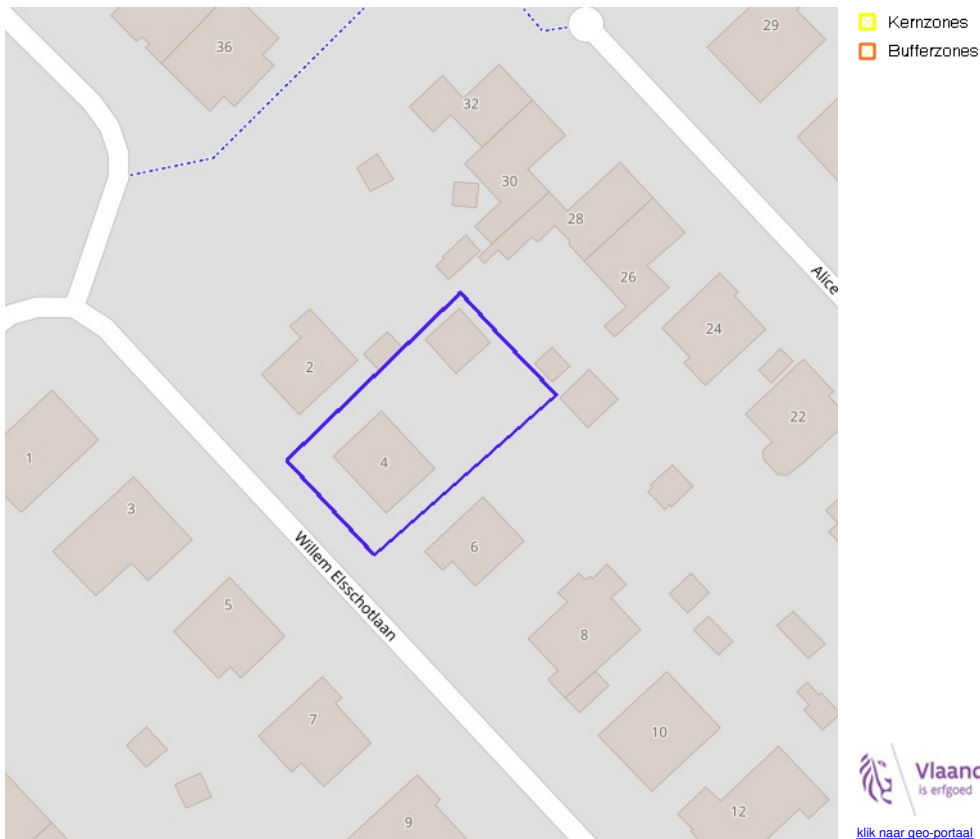 29
Kernzones
36
Bufferzones
32
30
28
26
Alice
24
2
22
1
4
3
6
Willem Elsschotlaan
5
8
7
10
12
9
Vlaand
is erfgoed
klik naar geo-portaal